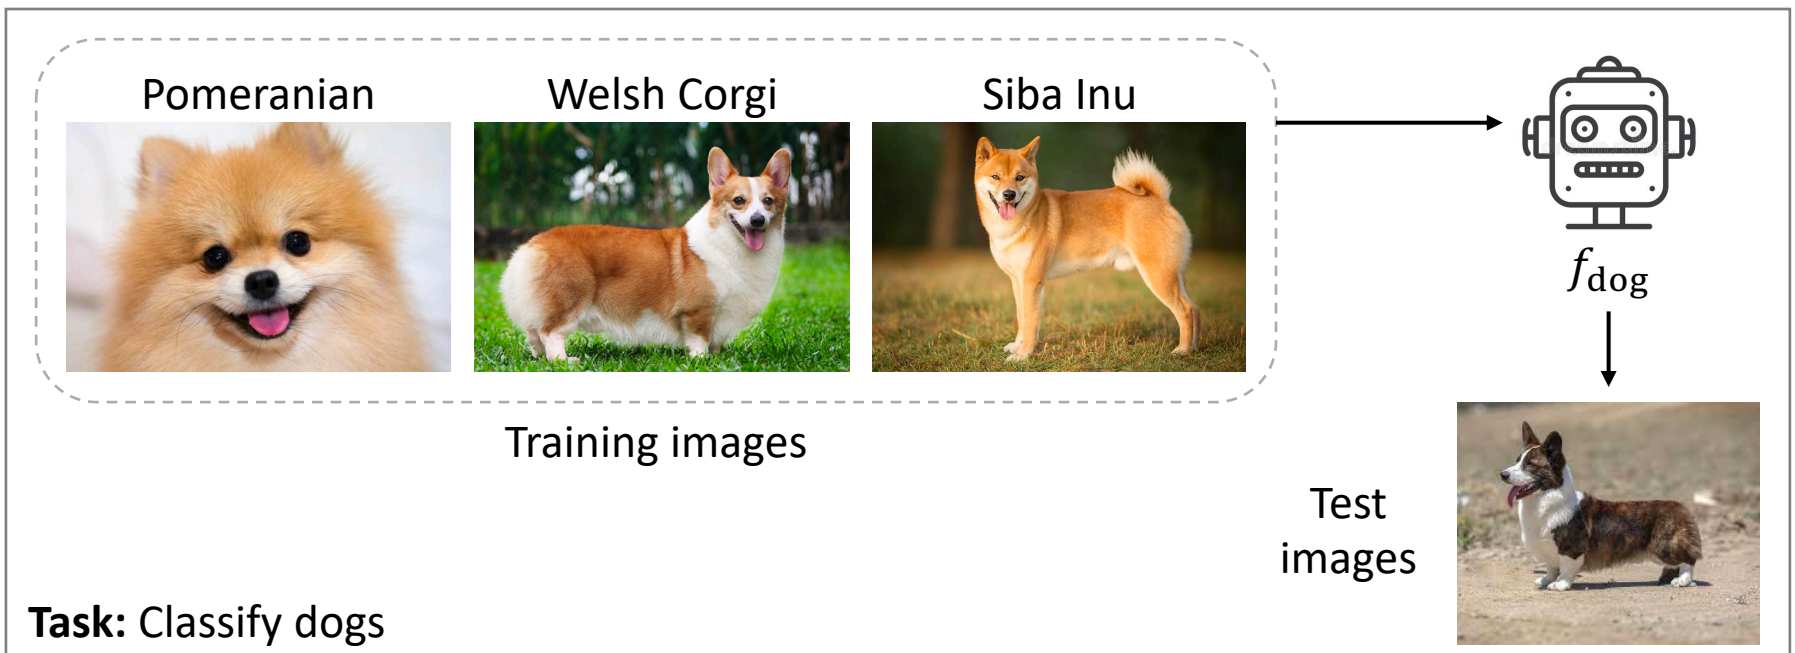 Pomeranian
Welsh Corgi
Siba Inu
f_dog
Training images
Test
images
Task: Classify dogs